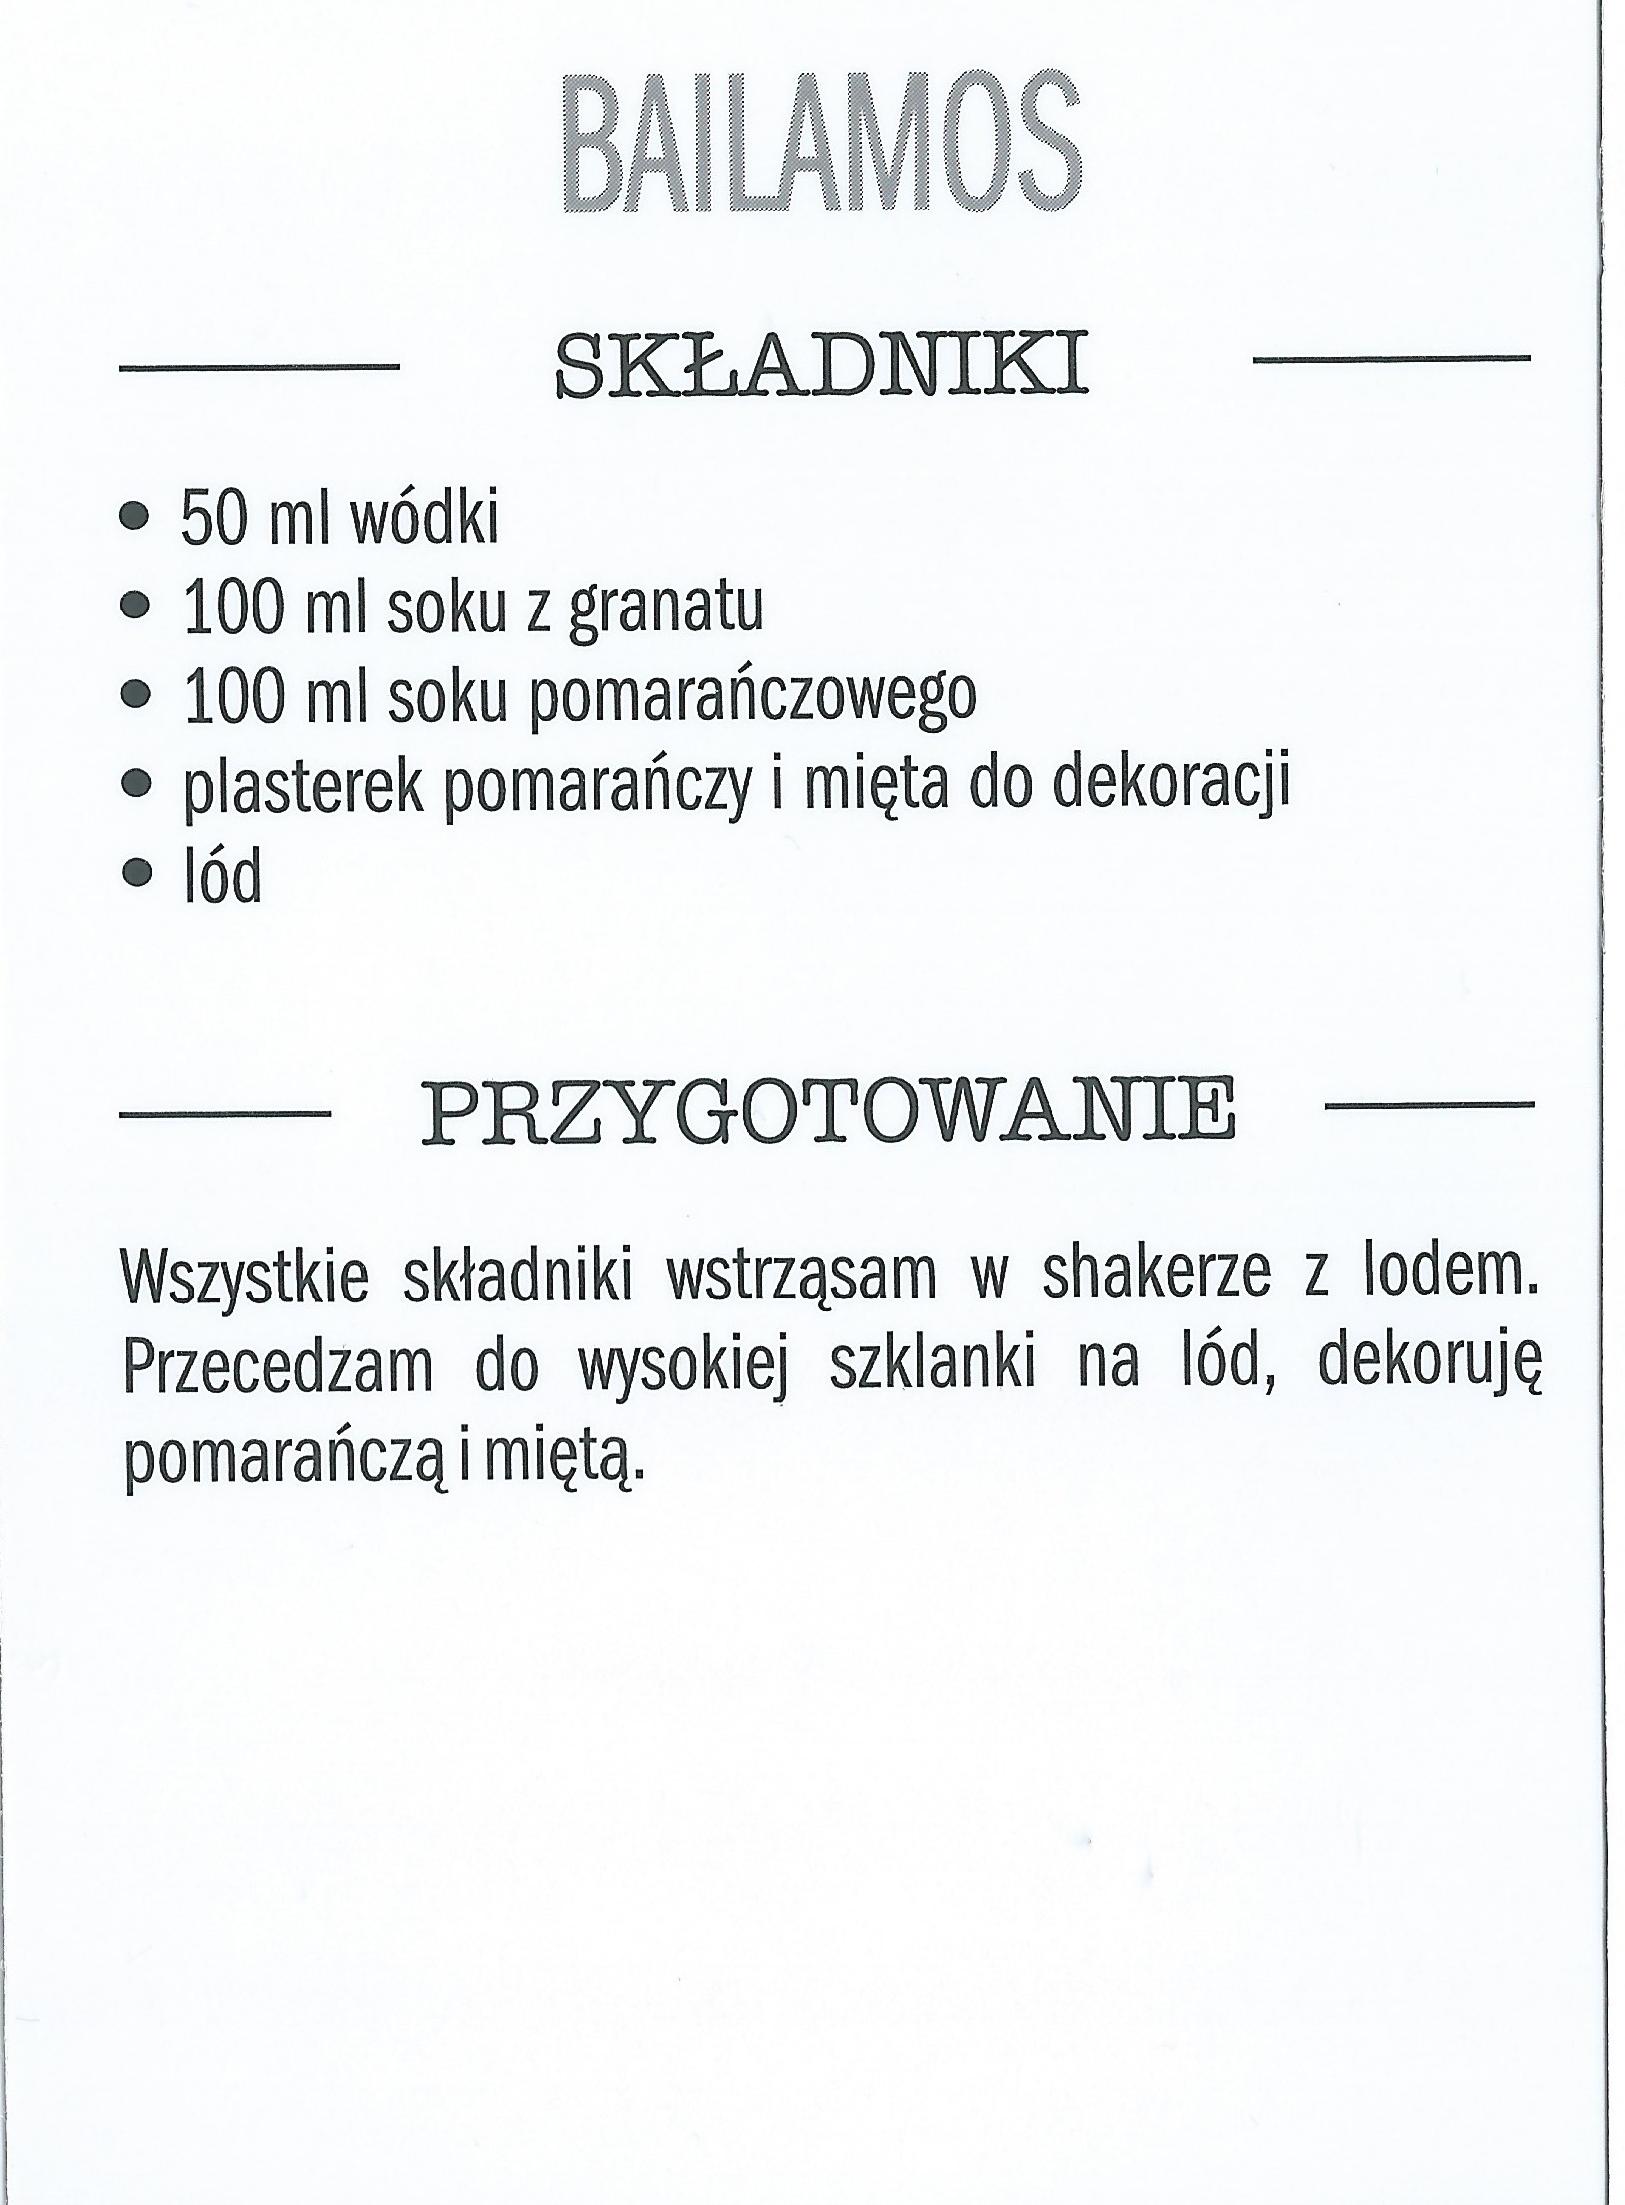 BAILAMOS
SKŁADNIKI
• 50 ml wódki
• 100 ml soku z granatu
• 100 ml soku pomarańczowego
• plasterek pomarańczy i mięta do dekoracji
• lód
PRZYGOTOWANIE
Wszystkie składniki wstrząsam w shakerze z lodem.
Przecedzam do wysokiej szklanki na lód, dekoruję
pomarańczą i miętą.